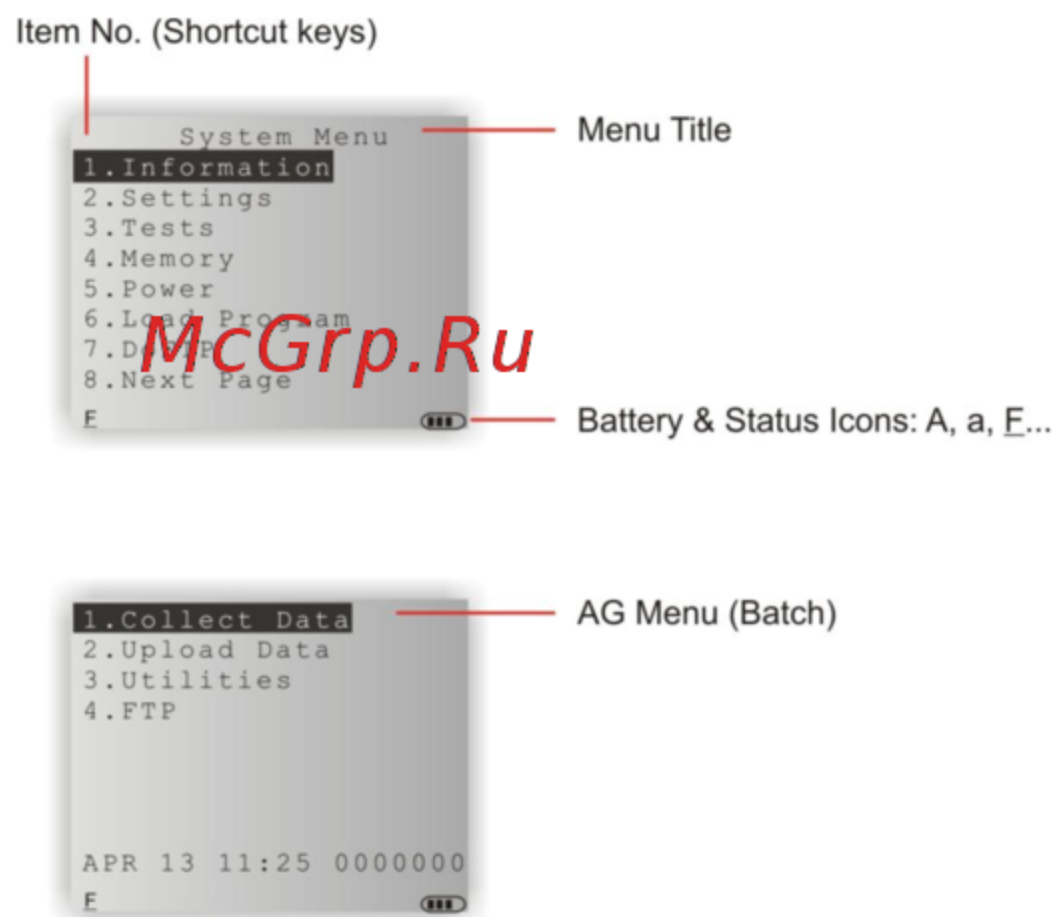 Item No. (Shortcut keys)
System Menu
Menu Title
1.Information
2.Settings
3.Tests
4.Memory
5.Power
6.Load Program
McGrp.Ru
7.DoFTP
8.Next Page
F
Battery & Status Icons: A, a, F...
1.Collect Data
AG Menu (Batch)
2.Upload Data
3.Utilities
4.FTP
APR 13 11:25 0000000
F